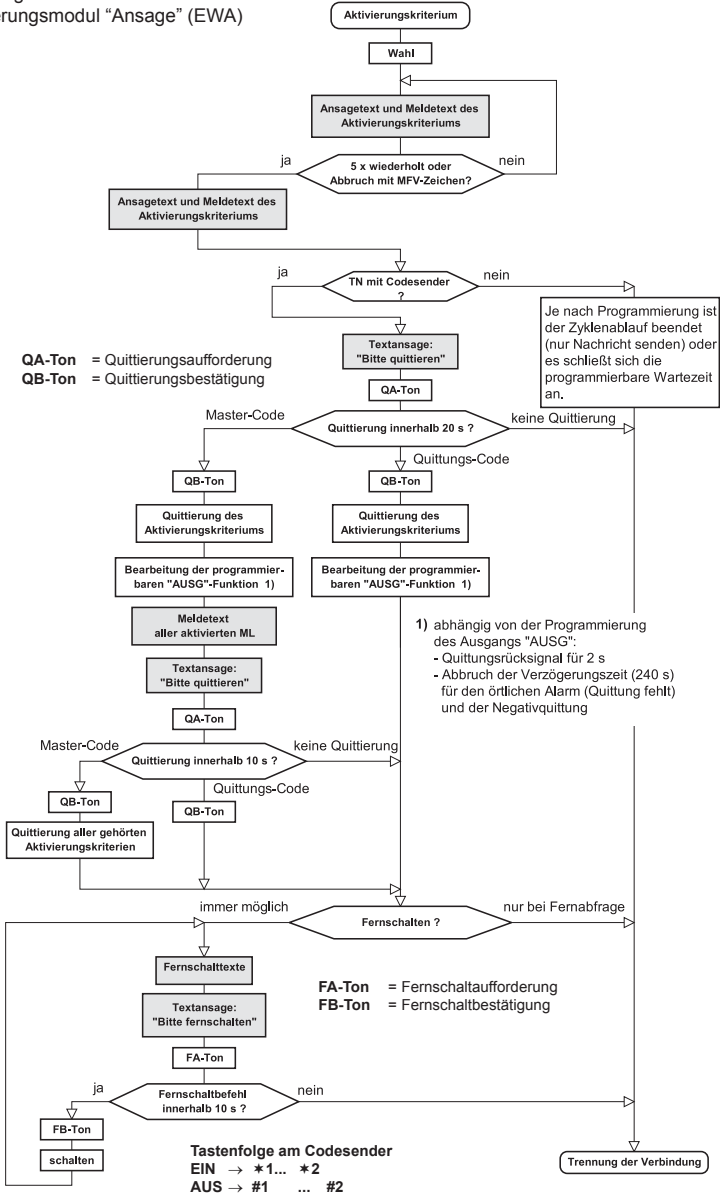 erungsmodul "Ansage" (EWA)
Aktivierungskriterium
Wahl
Ansagetext und Meldetext des
Aktivierungskriteriums
ja
5 x wiederholt oder
Abbruch mit MFV-Zeichen?
nein
Ansagetext und Meldetext des
Aktivierungskriteriums
ja
TN mit Codesender
?
nein
Je nach Programmierung ist
der Zyklenablauf beendet
(nur Nachricht senden) oder
es schließt sich die
programmierbare Wartezeit
an.
Textansage:
"Bitte quittieren"
QA-Ton = Quittierungsaufforderung
QB-Ton = Quittierungsbestätigung
QA-Ton
Master-Code
Quittierung innerhalb 20 s ?
keine Quittierung
Quittungs-Code
QB-Ton
QB-Ton
Quittierung des
Aktivierungskriteriums
Quittierung des
Aktivierungskriteriums
Bearbeitung der programmier-
baren "AUSG"-Funktion 1)
Bearbeitung der programmier-
baren "AUSG"-Funktion 1)
Meldetext
aller aktivierten ML
1) abhängig von der Programmierung
des Ausgangs "AUSG":
- Quittungsrücksignal für 2 s
- Abbruch der Verzögerungszeit (240 s)
für den örtlichen Alarm (Quittung fehlt)
und der Negativquittung
Textansage:
"Bitte quittieren"
QA-Ton
Master-Code
Quittierung innerhalb 10 s ?
keine Quittierung
Quittungs-Code
QB-Ton
QB-Ton
Quittierung aller gehörten
Aktivierungskriterien
immer möglich
Fernschalten ?
nur bei Fernabfrage
Fernschalttexte
FA-Ton = Fernschaltaufforderung
FB-Ton = Fernschaltbestätigung
Textansage:
"Bitte fernschalten"
FA-Ton
ja
Fernschaltbefehl
innerhalb 10 s ?
nein
FB-Ton
schalten
Tastenfolge am Codesender
EIN → ✶1... ✶2
AUS → #1 ... #2
Trennung der Verbindung